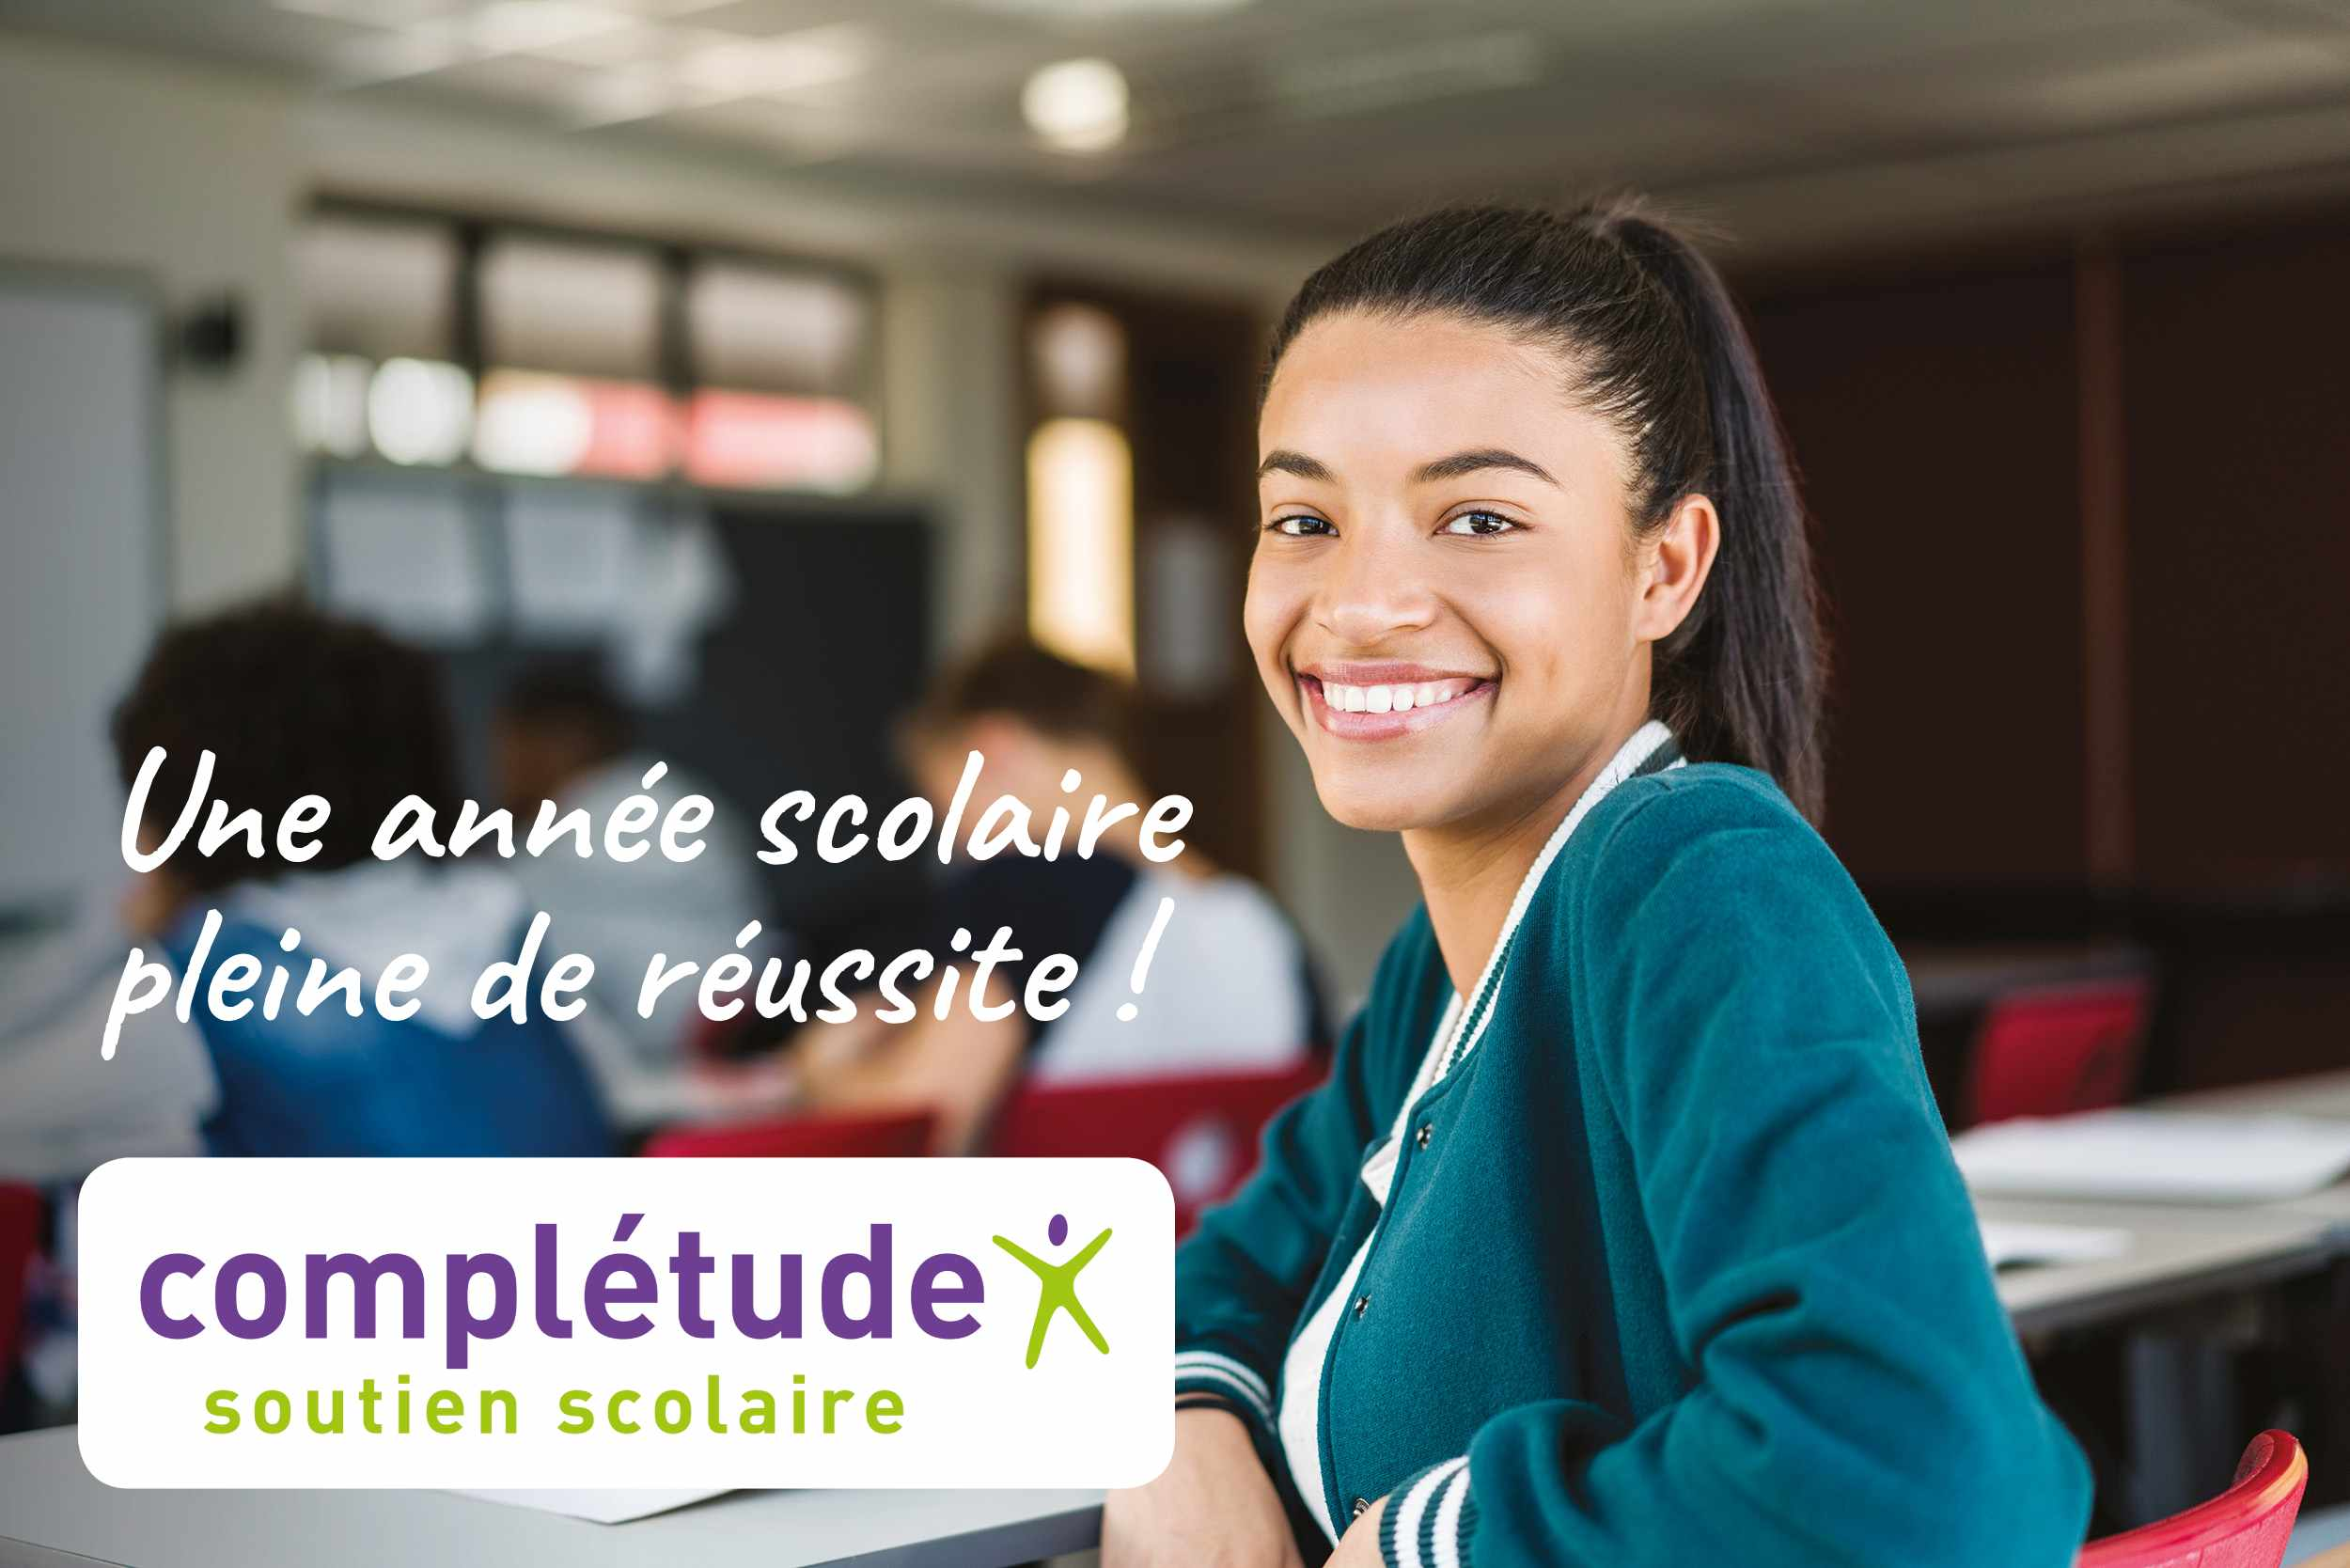 Une année scolaire
pleine de réussite !
complétude
soutien scolaire